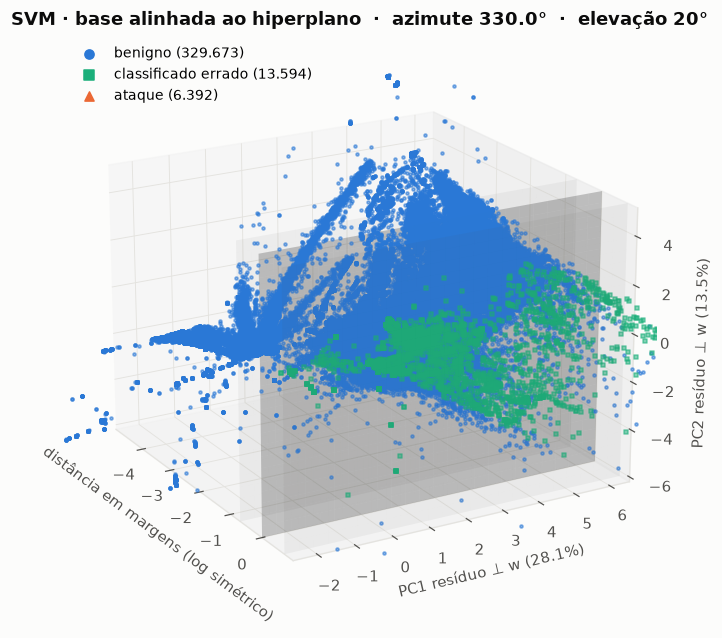 SVM · base alinhada ao hiperplano · azimute 330.0° · elevação 20°
benigno (329.673)
classificado errado (13.594)
ataque (6.392)
4
2
0
−2
−4
−6
PC2 resíduo ⊥ w (13.5%)
−4
−3
−2
−1
0
distância em margens (log simétrico)
−2
−1
0
1
2
3
4
5
6
PC1 resíduo ⊥ w (28.1%)